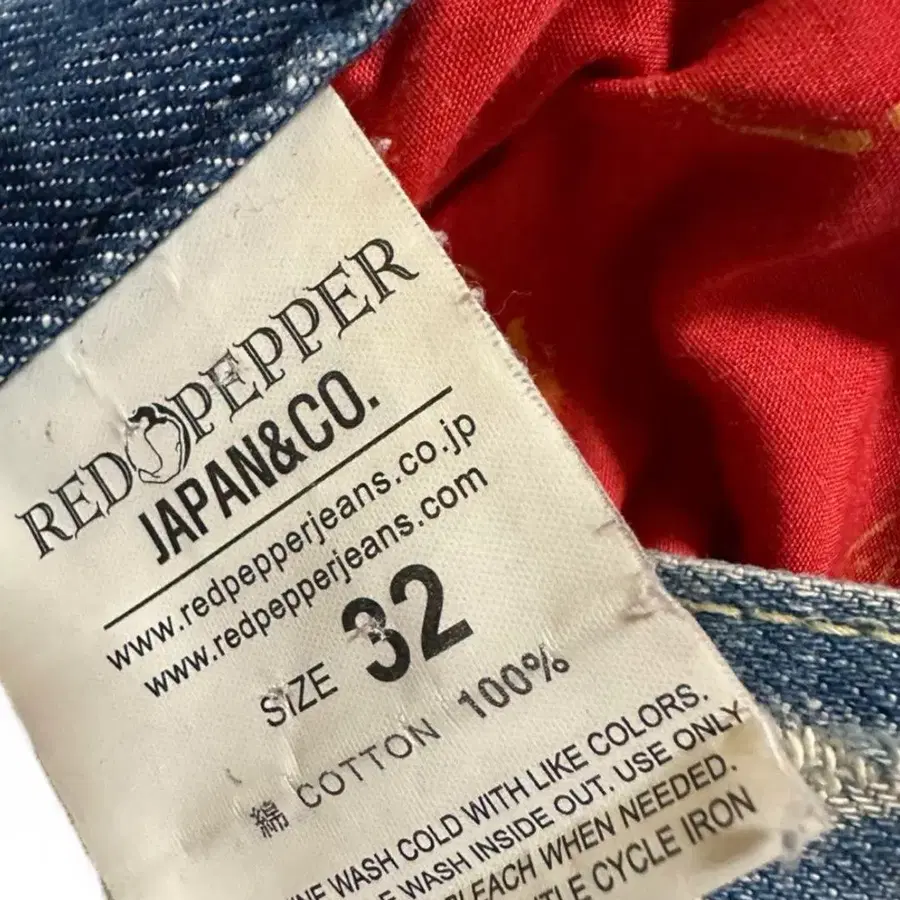 RED PEPPER
JAPAN&CO.
www.redpepperjeans.co.jp
www.redpepperjeans.com
SIZE 32
綿 COTTON 100%
WASH COLD WITH LIKE COLORS.
WASH INSIDE OUT. USE ONLY
BLEACH WHEN NEEDED.
CYCLE IRON